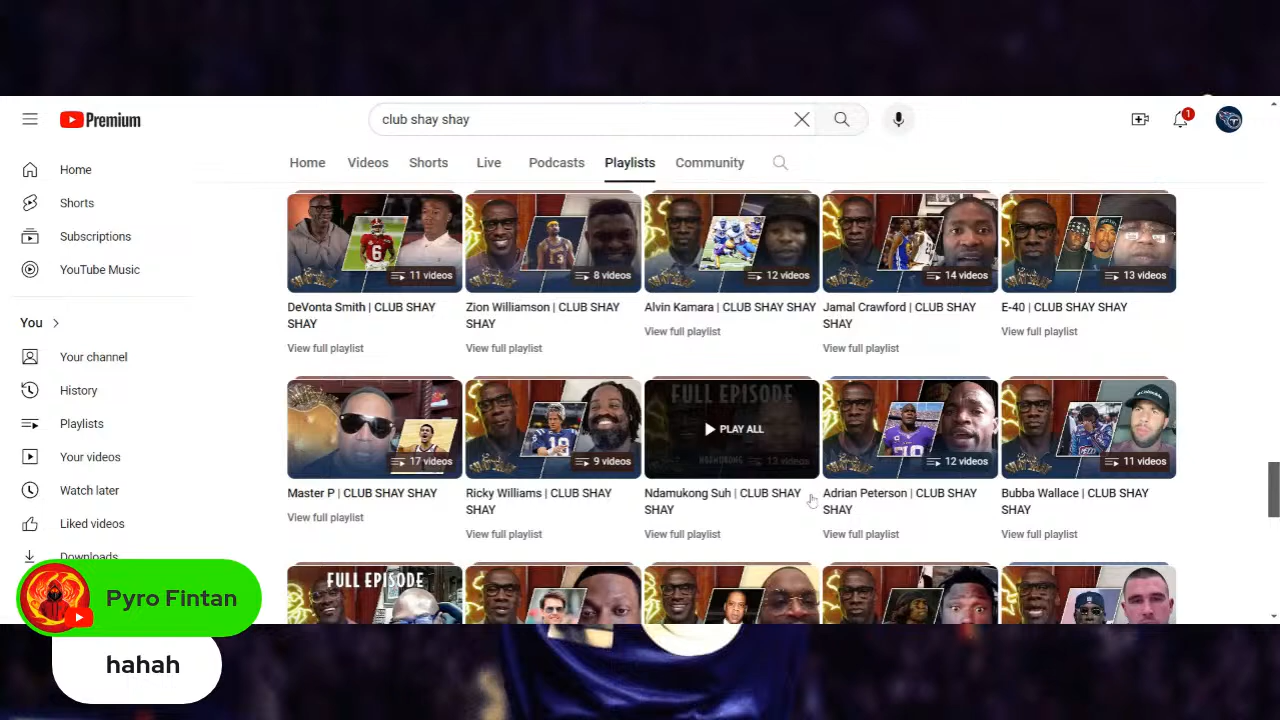 Premium
club shay shay
1
Home
Videos
Shorts
Live
Podcasts
Playlists
Community
Home
Shorts
Subscriptions
YouTube Music
You
Your channel
History
Playlists
Your videos
Watch later
Liked videos
Downloads
11 videos
8 videos
12 videos
14 videos
13 videos
DeVonta Smith | CLUB SHAY
SHAY
View full playlist
Zion Williamson | CLUB SHAY
SHAY
View full playlist
Alvin Kamara | CLUB SHAY SHAY
View full playlist
Jamal Crawford | CLUB SHAY
SHAY
View full playlist
E-40 | CLUB SHAY SHAY
View full playlist
17 videos
9 videos
FULL EPISODE
PLAY ALL
NDAMUKONG
13 videos
12 videos
11 videos
Master P | CLUB SHAY SHAY
View full playlist
Ricky Williams | CLUB SHAY
SHAY
View full playlist
Ndamukong Suh | CLUB SHAY
SHAY
View full playlist
Adrian Peterson | CLUB SHAY
SHAY
View full playlist
Bubba Wallace | CLUB SHAY
SHAY
View full playlist
FULL EPISODE
Pyro Fintan
hahah